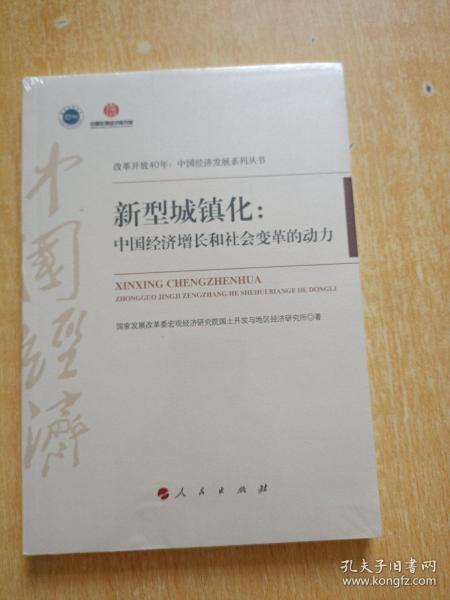 改革开放40年：中国经济发展系列丛书
新型城镇化：
中国经济增长和社会变革的动力
XINXING CHENGZHENHUA
ZHONGGUO JINGJI ZENGZHANG HE SHEHUI BIANGE DE DONGLI
国家发展改革委宏观经济研究院国土开发与地区经济研究所◎著
中國經濟
人民出版社
孔夫子旧书网
www.kongfz.com